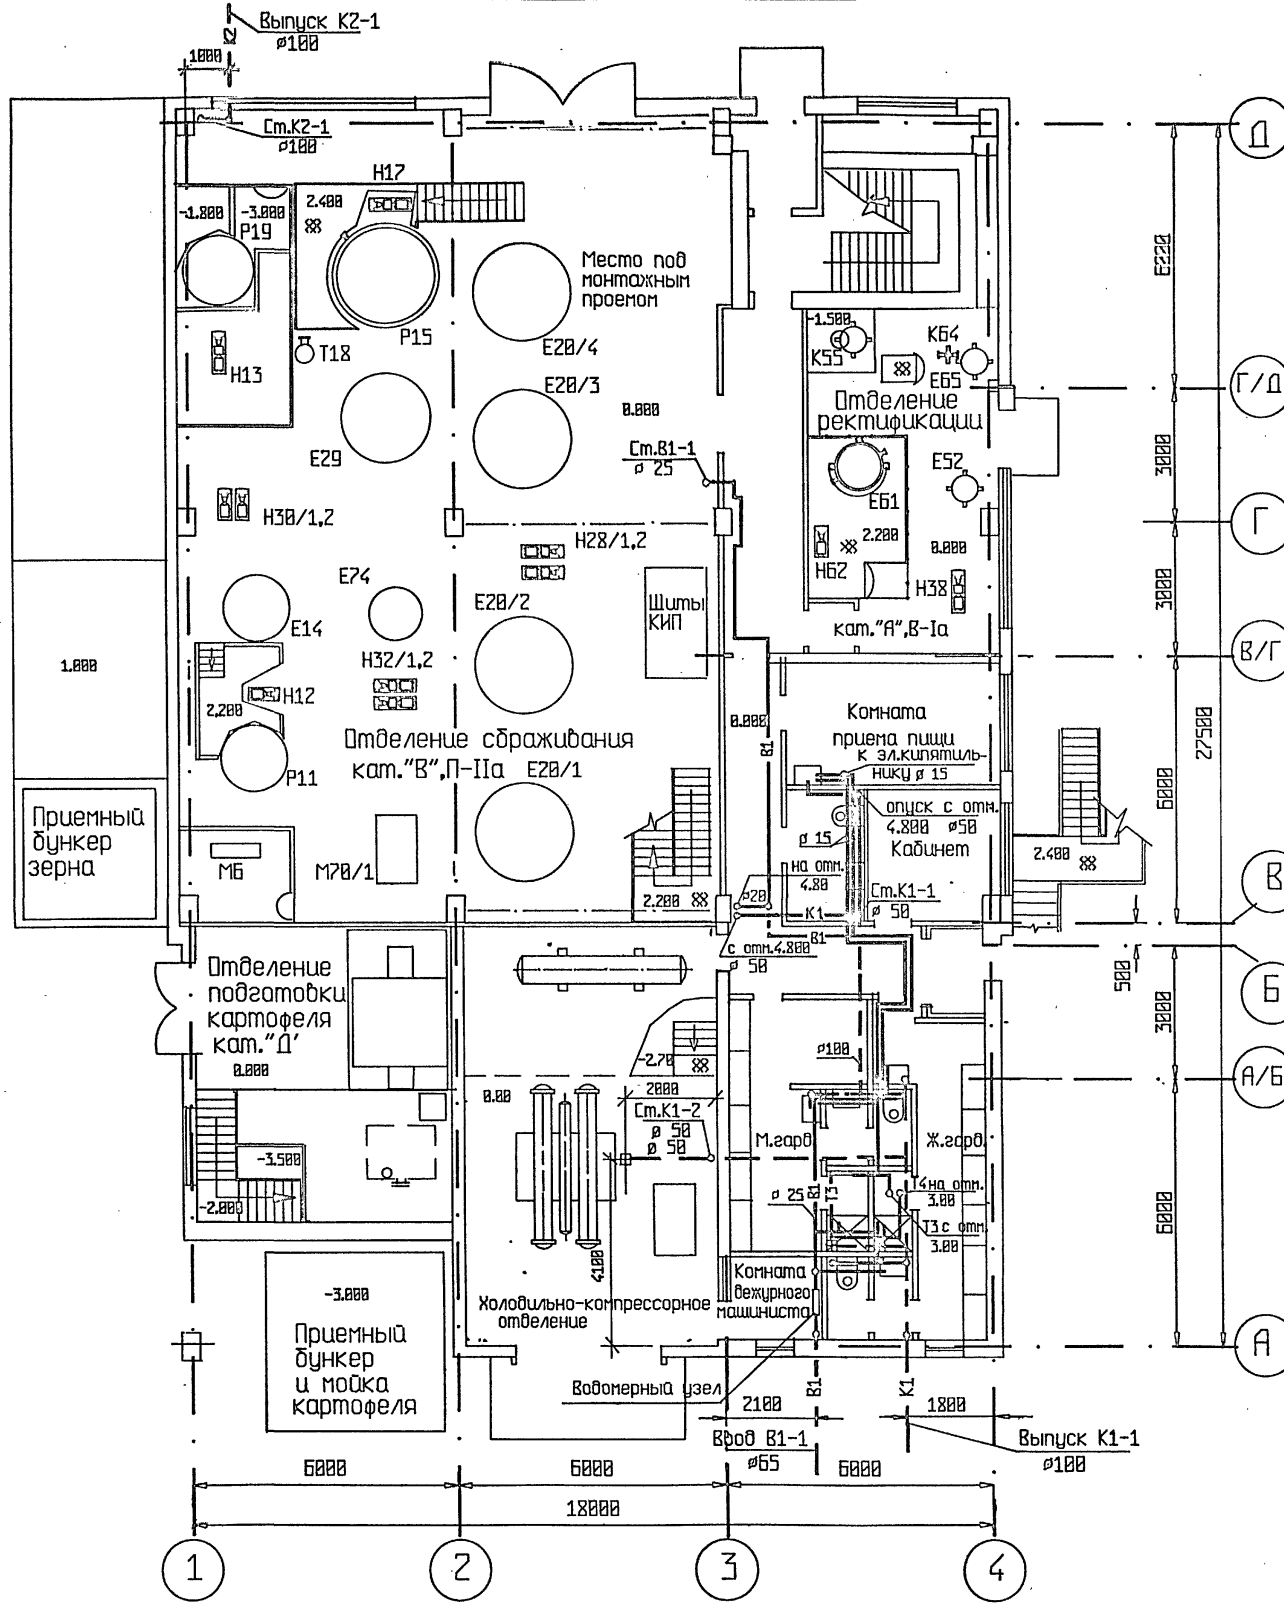 К2
Выпуск К2-1
ø100
1000
Ст.К2-1
ø100
Д
Н17
2.400
-1.800
-3.000
Р19
Место под
монтажным
проемом
6000
Р15
Е20/4
Т18
Н13
-1.500
К55
К64
Е65
Г/Д
Е20/3
0.000
Отделение
ректификации
Е29
Ст.В1-1
ø 25
Е52
3000
Е61
Н30/1,2
Н28/1,2
2.200
0.000
Г
Н62
Н38
Е74
Е20/2
Щиты
КИП
3000
Е14
кат."А",В-Iа
В/Г
1.000
Н32/1,2
Н12
2,200
0.000
В1
Комната
приема пищи
к эл.кипятиль-
нику ø 15
27500
Отделение сбраживания
кат."В",П-IIа
Е20/1
Р11
6000
Приемный
бункер
зерна
опуск с отм.
4.800 ø50
ø 15
Кабинет
2.400
М6
М70/1
на отм.
4.80
ø20
Ст.К1-1
ø 50
2.200
К1
В
В1
с отм.4.800
ø 50
500
Б
Отделение
подготовки
картофеля
кат."Д"
0.000
3000
-2.70
ø100
А/Б
0.00
2000
Ст.К1-2
ø 50
ø 50
М.гард.
Ж.гард.
-3.500
-2.000
ø 25
В1
Т3
Т4 на отм.
3.00
Т3 с отм.
3.00
6000
4100
-3.000
Комната
дежурного
машиниста
Холодильно-компрессорное
отделение
Приемный
бункер
и мойка
картофеля
А
Водомерный узел
В1
К1
2100
1800
Ввод В1-1
ø65
Выпуск К1-1
ø100
6000
6000
6000
18000
1
2
3
4